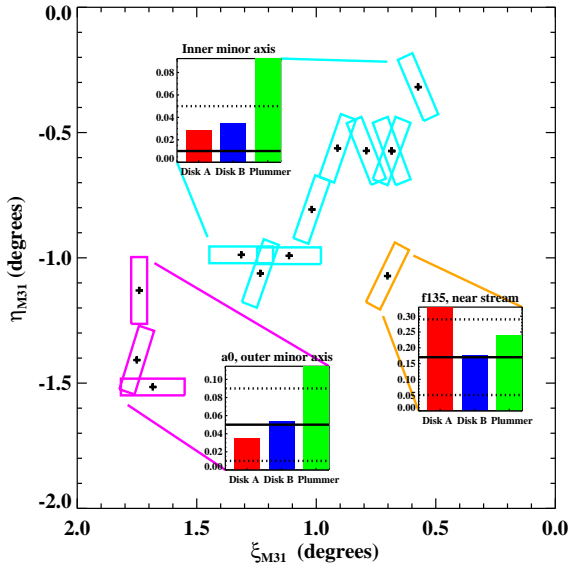 0.0
-0.5
-1.0
-1.5
-2.0
η_M31 (degrees)
2.0 1.5 1.0 0.5 0.0
ξ_M31 (degrees)
Inner minor axis
0.08
0.06
0.04
0.02
0.00
Disk A Disk B Plummer
f135, near stream
0.30
0.25
0.20
0.15
0.10
0.05
0.00
Disk A Disk B Plummer
a0, outer minor axis
0.10
0.08
0.06
0.04
0.02
0.00
Disk A Disk B Plummer